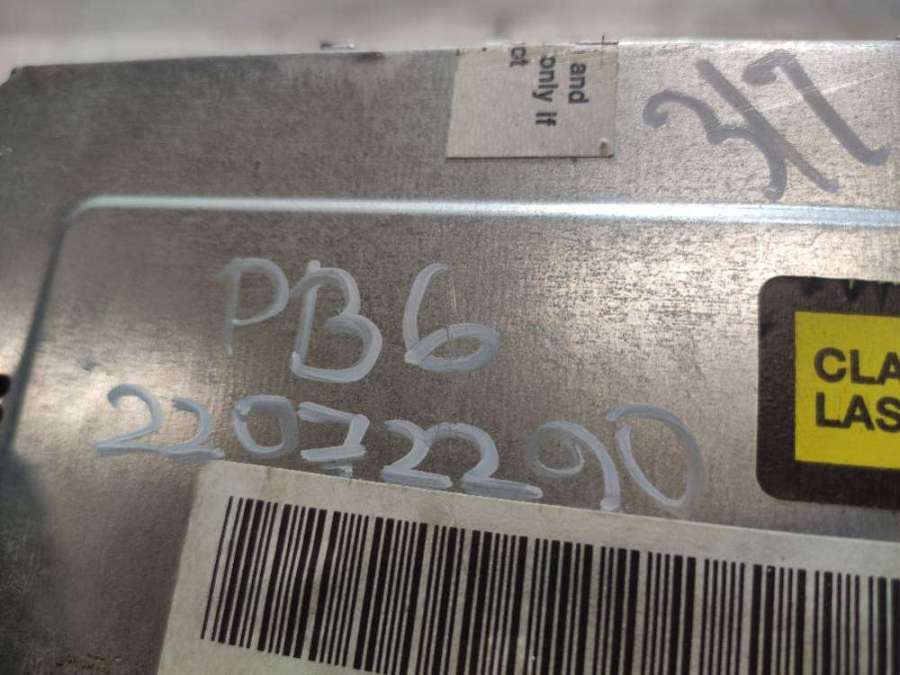 and
only if
ct
317
PB6
22072290
CLA
LAS